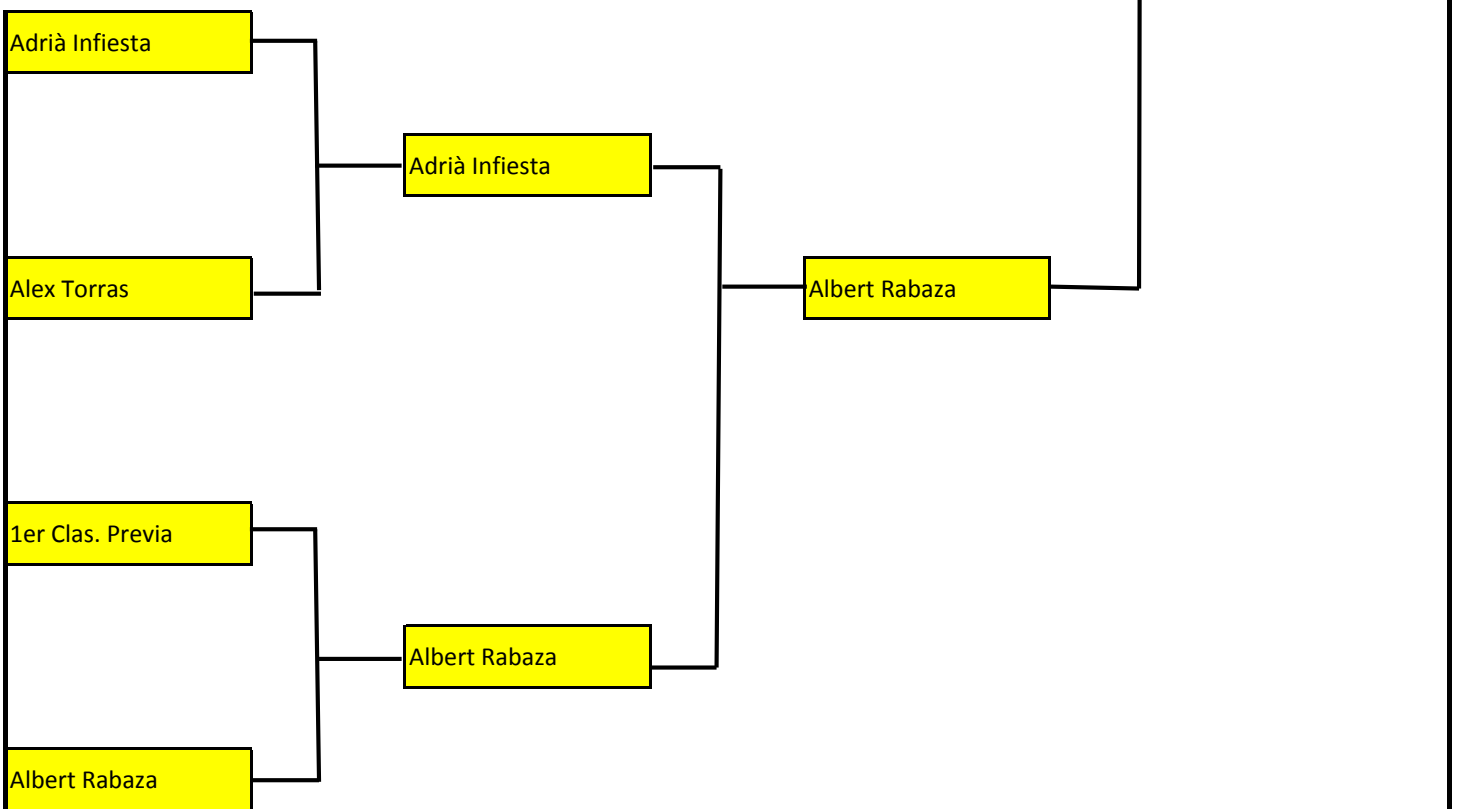 Adrià Infiesta
Adrià Infiesta
Alex Torras
Albert Rabaza
1er Clas. Previa
Albert Rabaza
Albert Rabaza